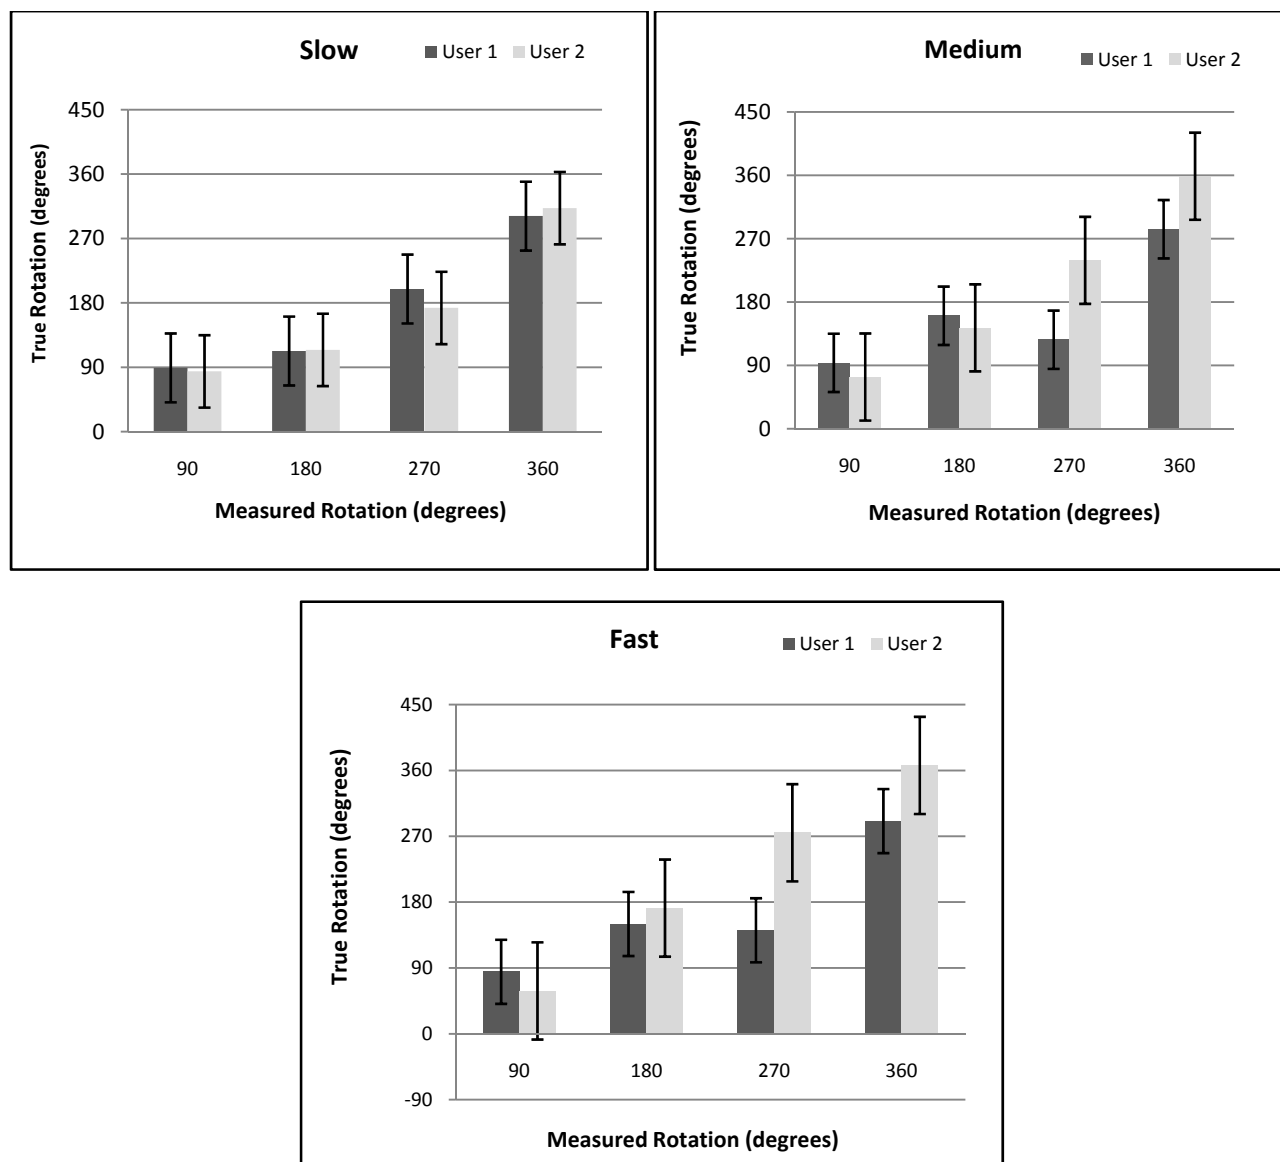 Slow
User 1 User 2
True Rotation (degrees)
450
360
270
180
90
0
90 180 270 360
Measured Rotation (degrees)
Medium
User 1 User 2
True Rotation (degrees)
450
360
270
180
90
0
90 180 270 360
Measured Rotation (degrees)
Fast
User 1 User 2
True Rotation (degrees)
450
360
270
180
90
0
-90
90 180 270 360
Measured Rotation (degrees)